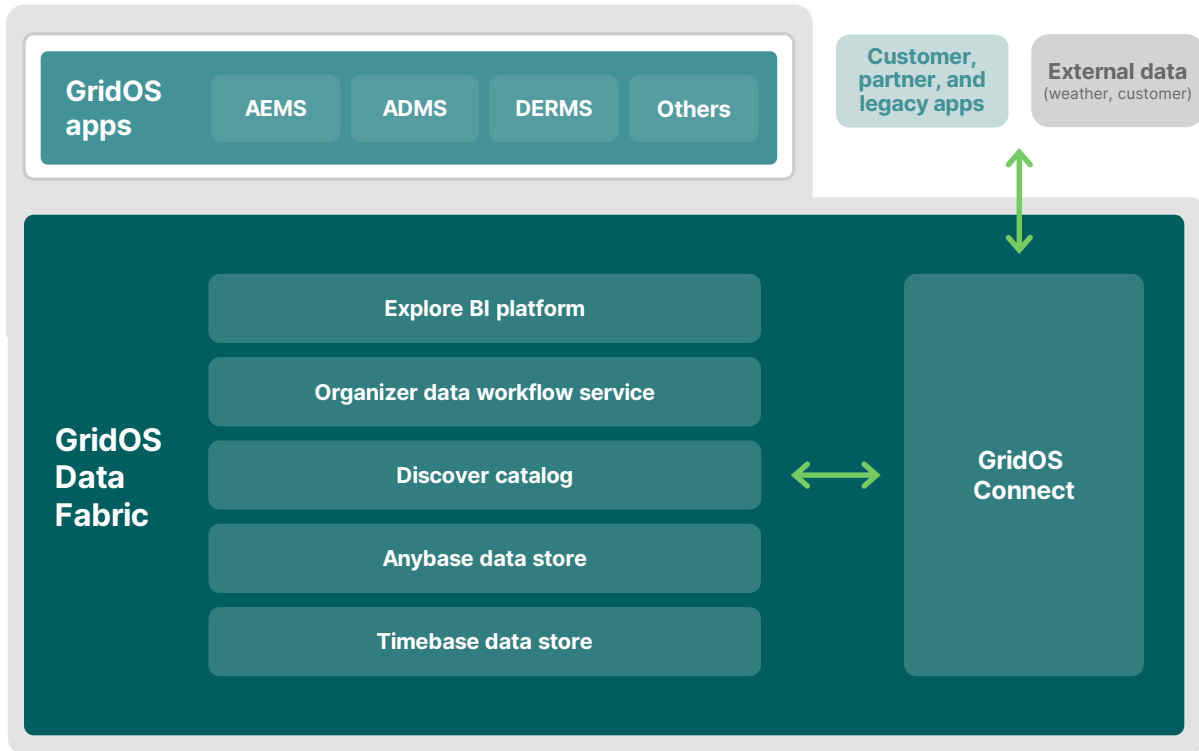 GridOS
apps
AEMS
ADMS
DERMS
Others
Customer,
partner, and
legacy apps
External data
(weather, customer)
GridOS
Data
Fabric
Explore BI platform
Organizer data workflow service
Discover catalog
Anybase data store
Timebase data store
GridOS
Connect